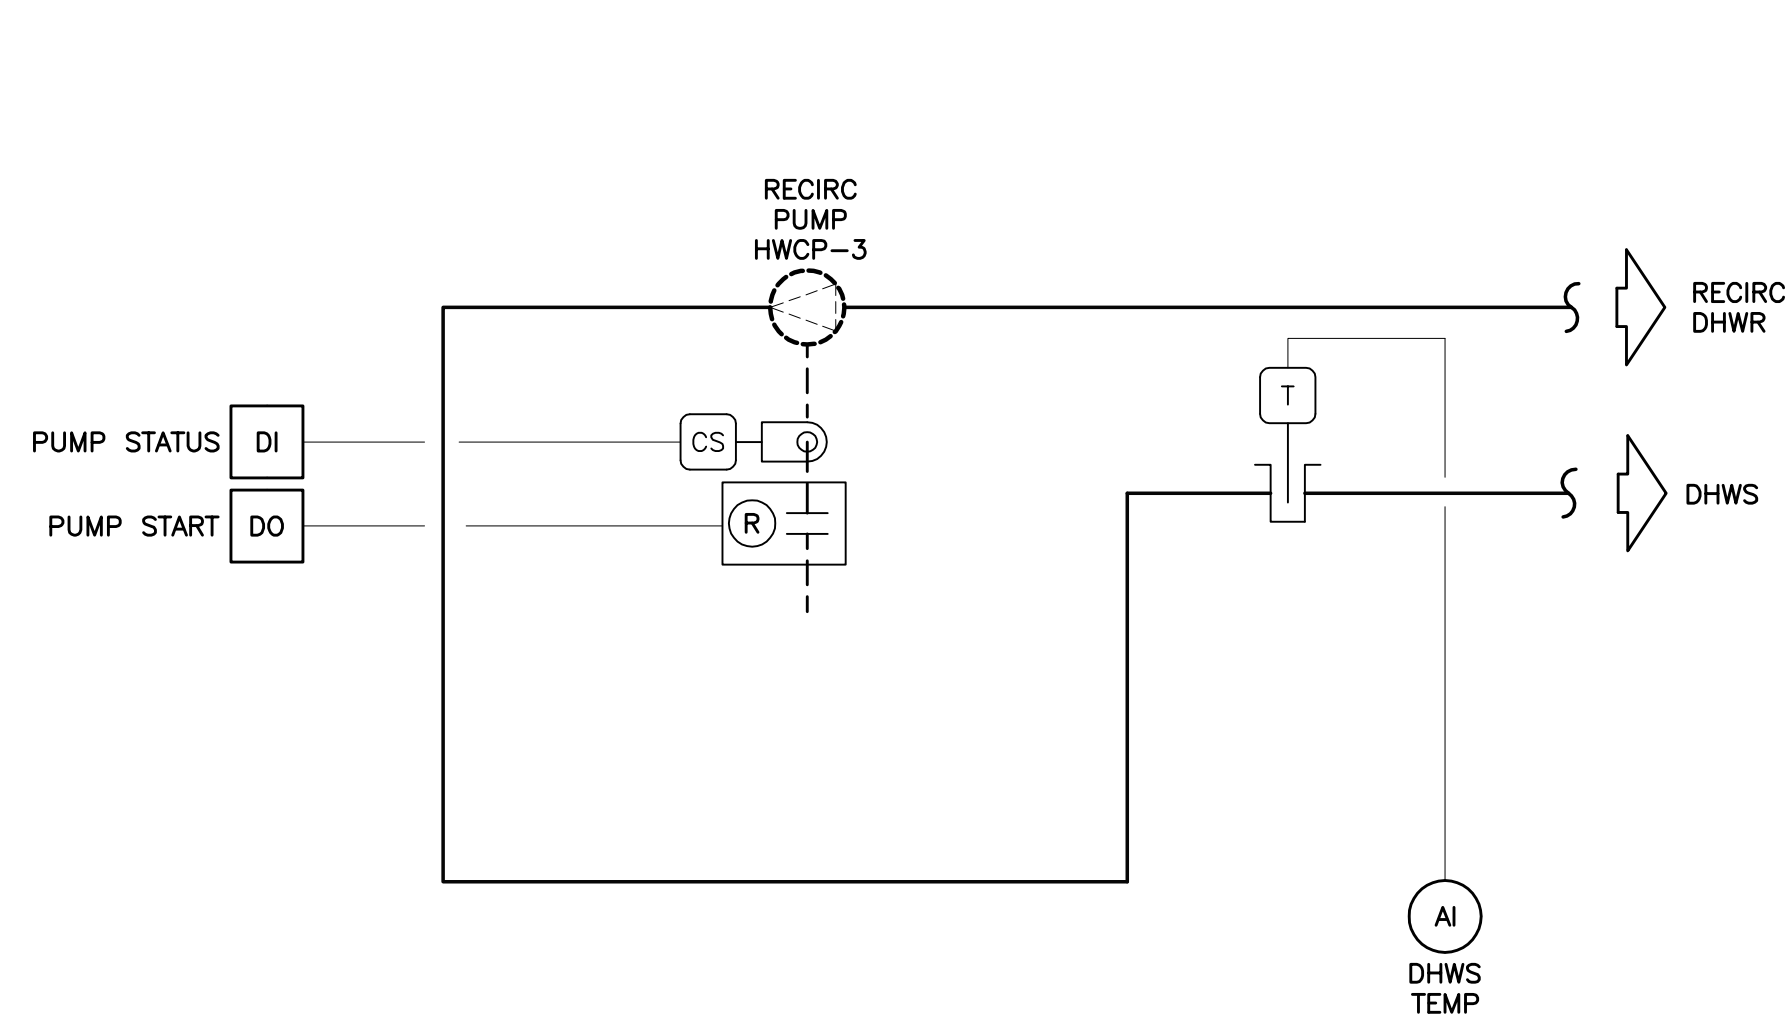 RECIRC
PUMP
HWCP-3
RECIRC
DHWR
T
PUMP STATUS
DI
CS
DHWS
PUMP START
DO
R
AI
DHWS
TEMP